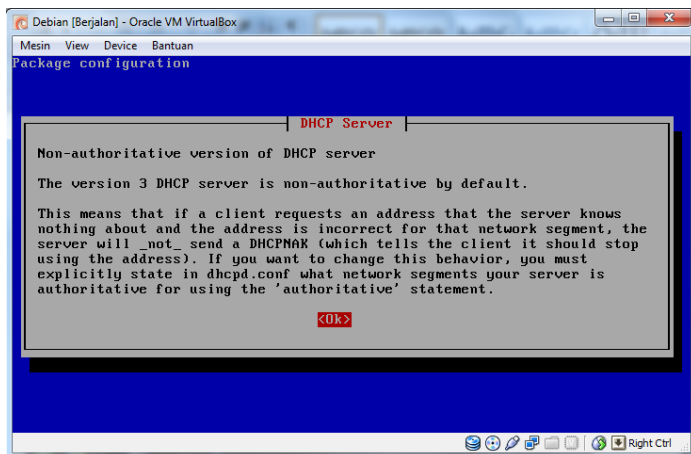 Debian [Berjalan] - Oracle VM VirtualBox
Mesin View Device Bantuan
Package configuration
DHCP Server
Non-authoritative version of DHCP server
The version 3 DHCP server is non-authoritative by default.
This means that if a client requests an address that the server knows
nothing about and the address is incorrect for that network segment, the
server will _not_ send a DHCPNAK (which tells the client it should stop
using the address). If you want to change this behavior, you must
explicitly state in dhcpd.conf what network segments your server is
authoritative for using the 'authoritative' statement.
<Ok>
Right Ctrl